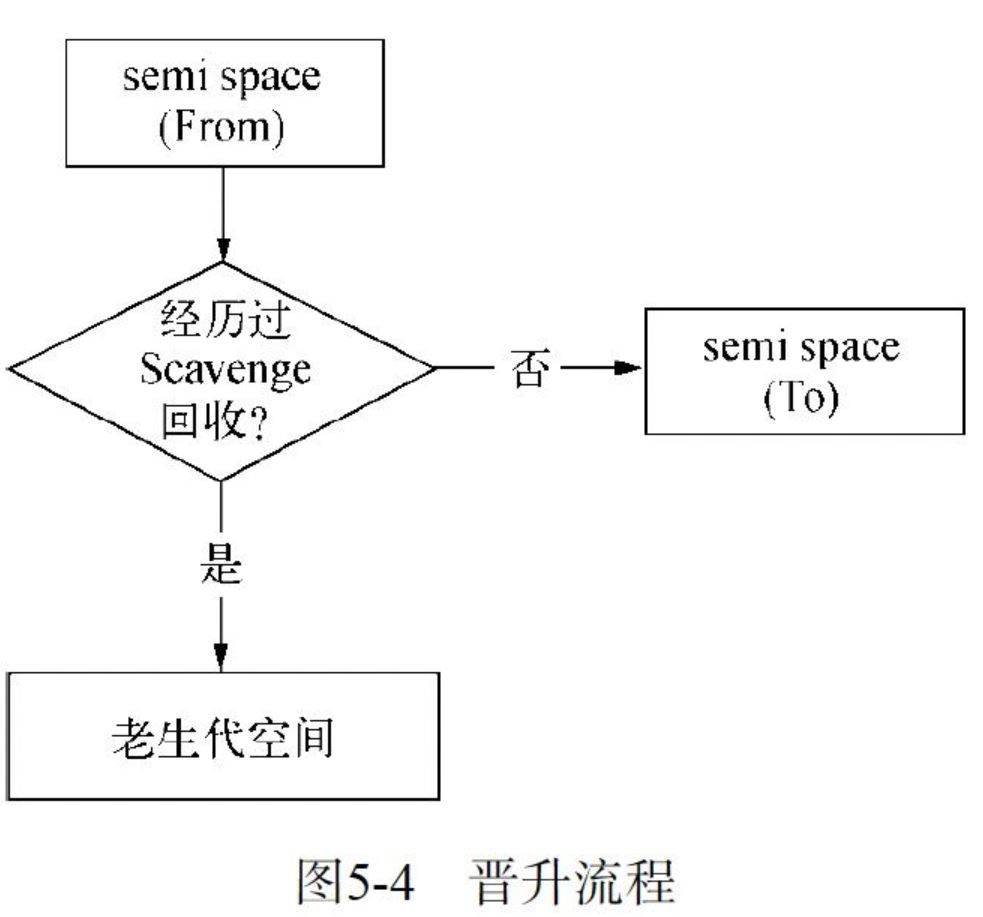 semi space
(From)
经历过
Scavenge
回收?
否
semi space
(To)
是
老生代空间
图5-4 晋升流程